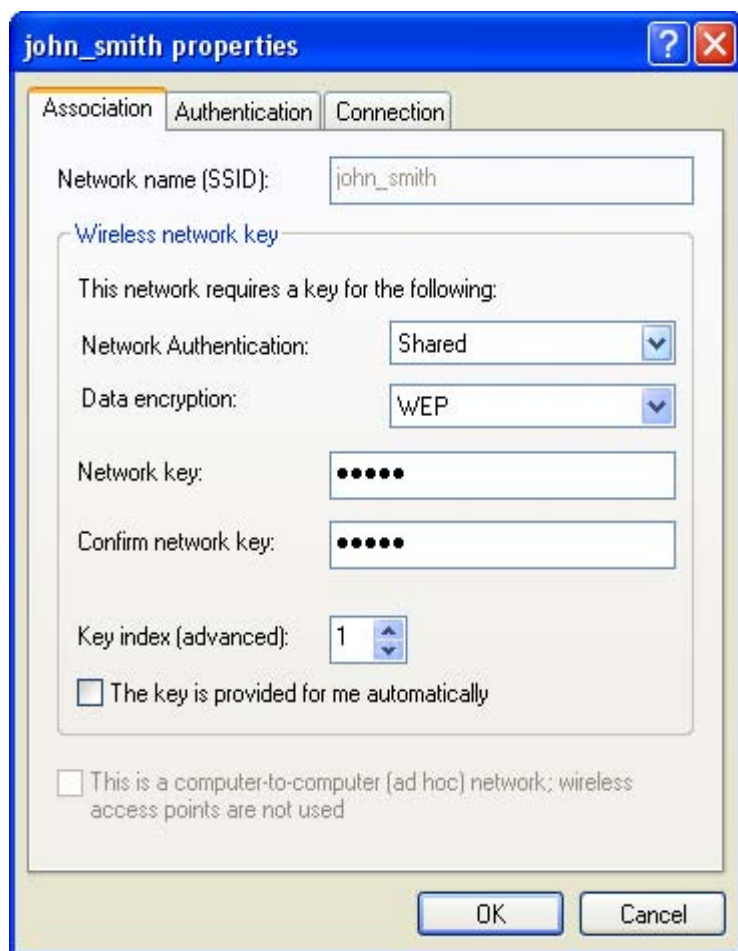 john_smith properties
Association
Authentication
Connection
Network name (SSID):
john_smith
Wireless network key
This network requires a key for the following:
Network Authentication:
Shared
Data encryption:
WEP
Network key:
●●●●●
Confirm network key:
●●●●●
Key index (advanced):
1
The key is provided for me automatically
This is a computer-to-computer (ad hoc) network; wireless
access points are not used
OK
Cancel